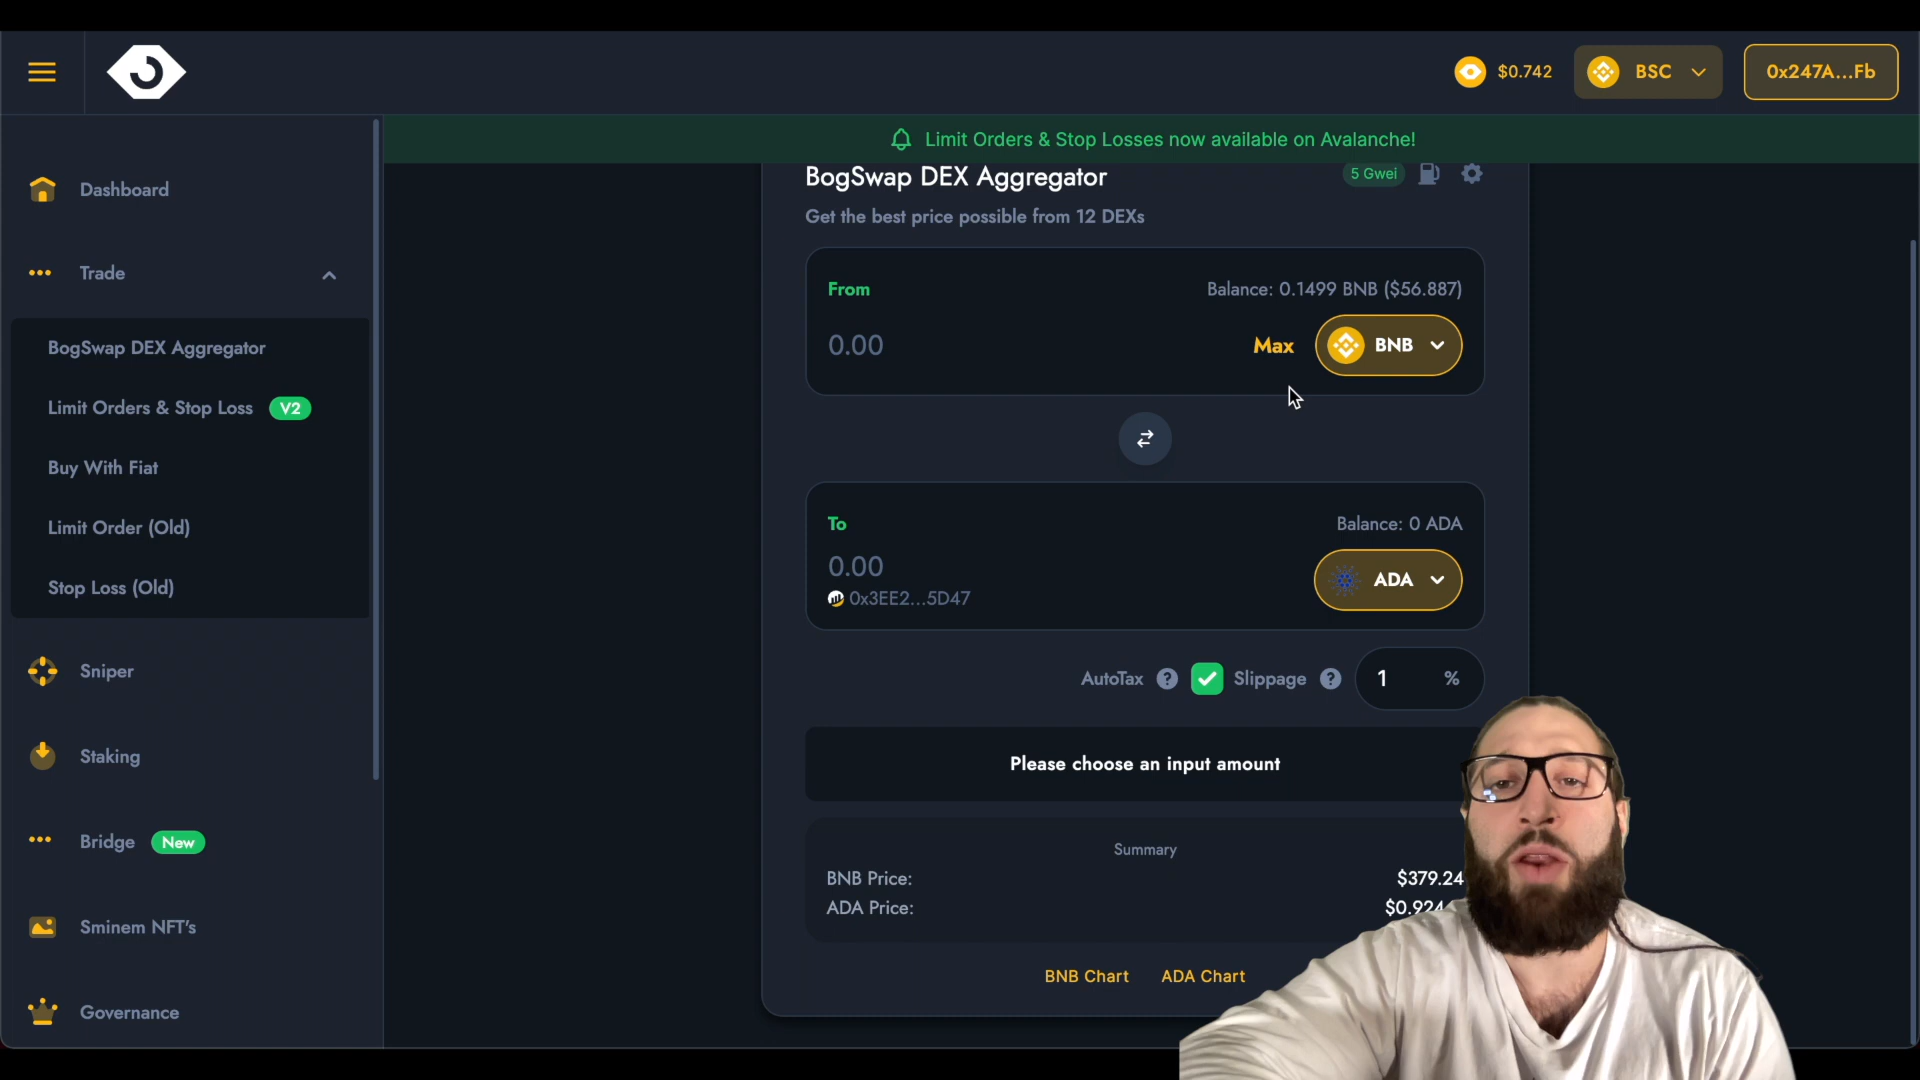 $0.742
BSC
0x247A...Fb
Limit Orders & Stop Losses now available on Avalanche!
Dashboard
Trade
BogSwap DEX Aggregator
Limit Orders & Stop Loss V2
Buy With Fiat
Limit Order (Old)
Stop Loss (Old)
Sniper
Staking
Bridge New
Sminem NFT's
Governance
BogSwap DEX Aggregator
5 Gwei
Get the best price possible from 12 DEXs
From
Balance: 0.1499 BNB ($56.887)
0.00
Max
BNB
To
Balance: 0 ADA
0.00
ADA
0x3EE2...5D47
AutoTax ? Slippage ? 1 %
Please choose an input amount
Summary
BNB Price: $379.24
ADA Price: $0.924
BNB Chart ADA Chart